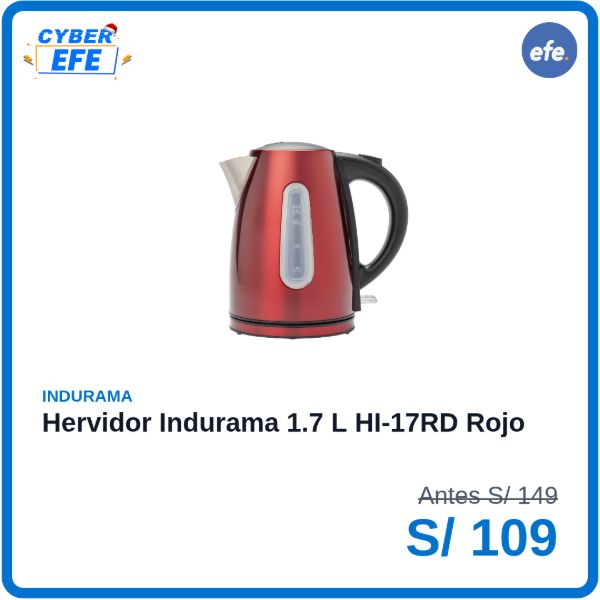 CYBER
EFE
efe.
INDURAMA
Hervidor Indurama 1.7 L HI-17RD Rojo
Antes S/ 149
S/ 109